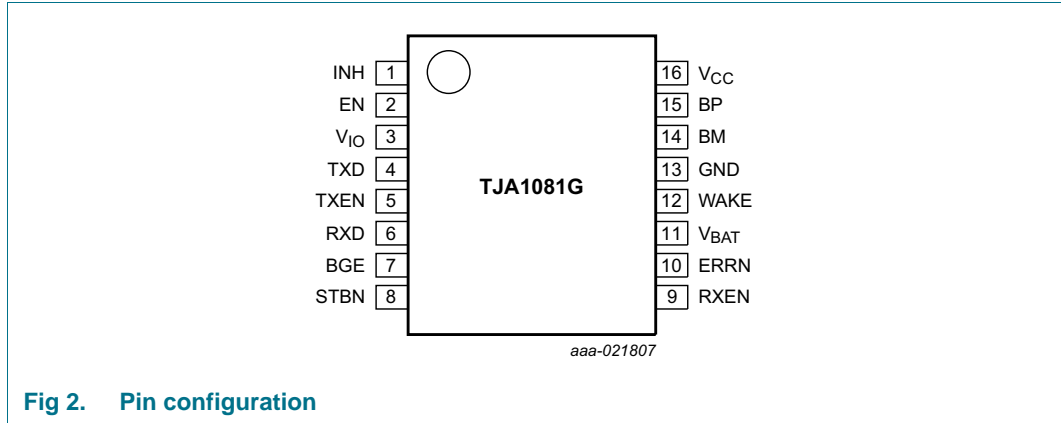 INH 1
EN 2
VIO 3
TXD 4
TXEN 5
RXD 6
BGE 7
STBN 8
TJA1081G
16 VCC
15 BP
14 BM
13 GND
12 WAKE
11 VBAT
10 ERRN
9 RXEN
aaa-021807
Fig 2. Pin configuration